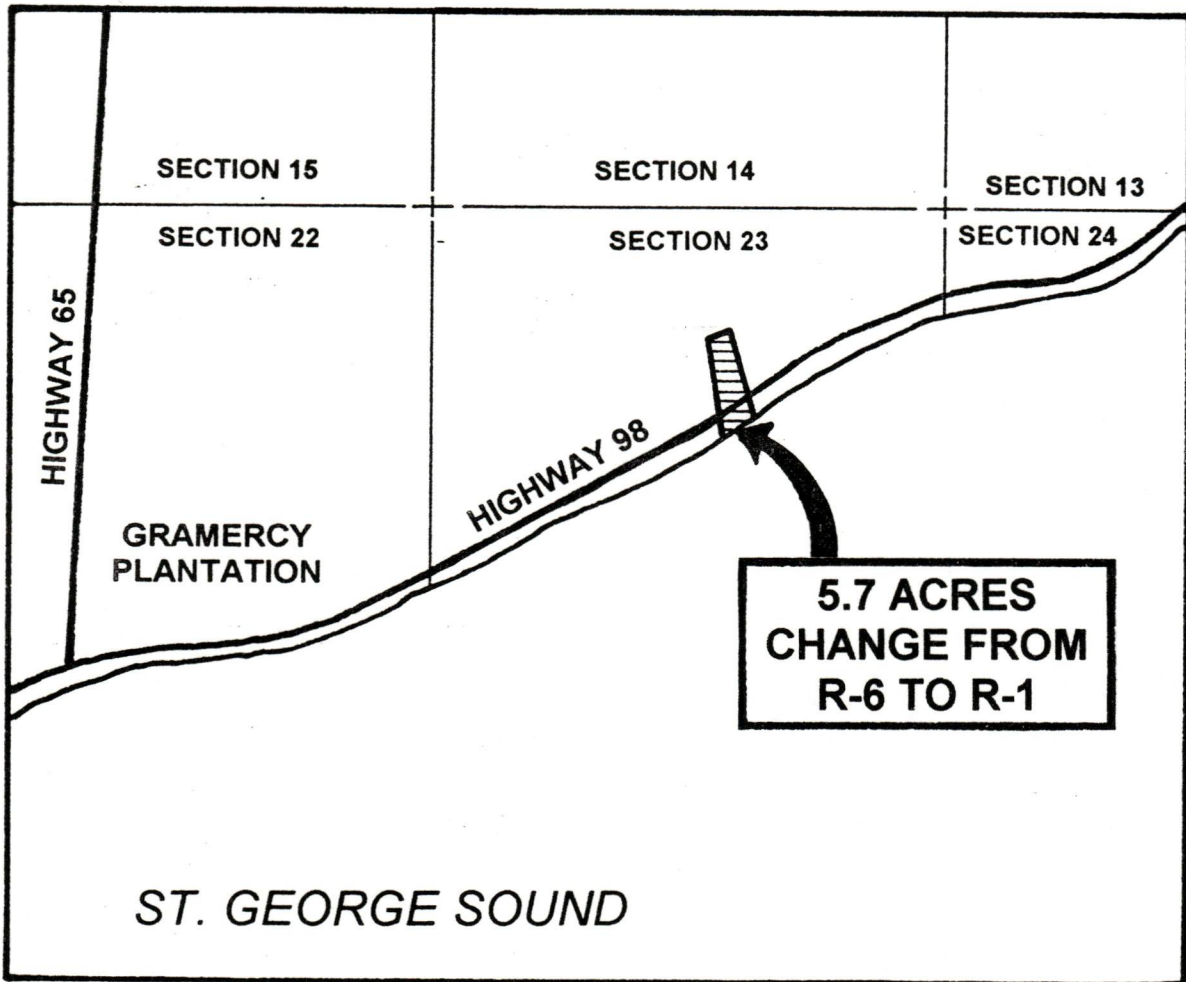 SECTION 15
SECTION 14
SECTION 13
SECTION 22
SECTION 23
SECTION 24
HIGHWAY 65
HIGHWAY 98
GRAMERCY
PLANTATION
5.7 ACRES
CHANGE FROM
R-6 TO R-1
ST. GEORGE SOUND